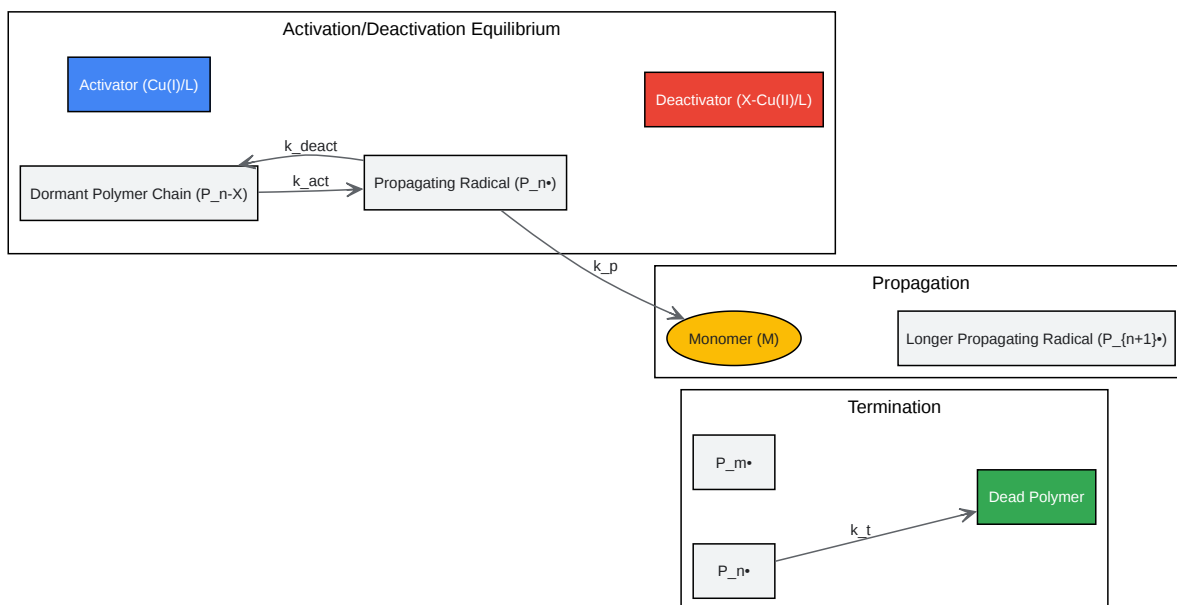 Activation/Deactivation Equilibrium
Activator (Cu(I)/L)
Deactivator (X-Cu(II)/L)
k_deact
Dormant Polymer Chain (P_n-X)
k_act
Propagating Radical (P_n•)
k_p
Propagation
Monomer (M)
Longer Propagating Radical (P_{n+1}•)
Termination
P_m•
Dead Polymer
k_t
P_n•